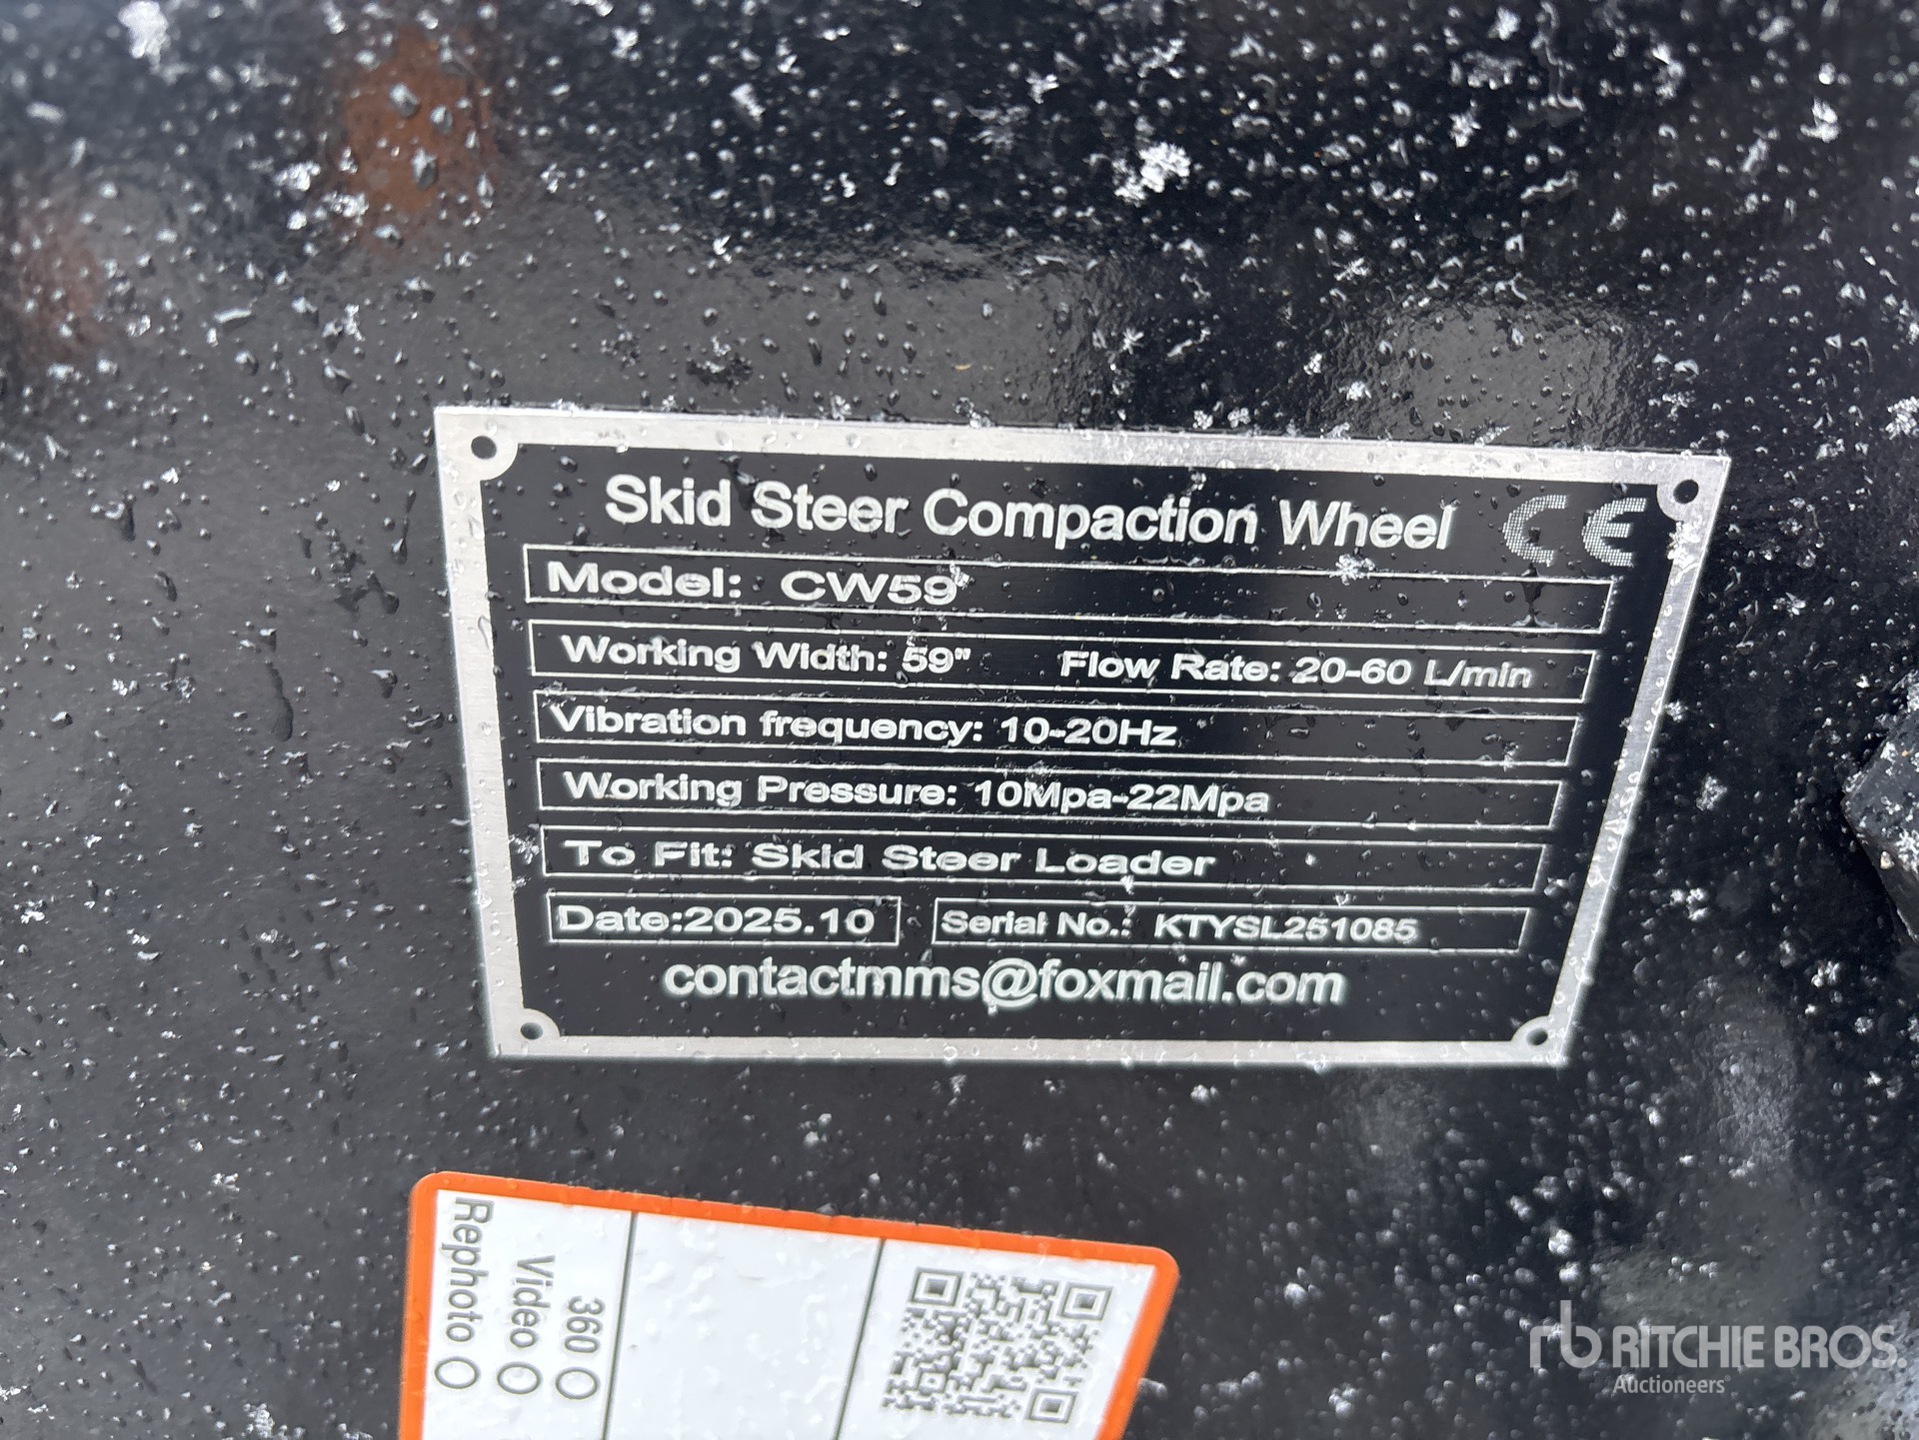 Skid Steer Compaction Wheel CE
Model: CW59
Working Width: 59" Flow Rate: 20-60 L/min
Vibration frequency: 10-20Hz
Working Pressure: 10Mpa-22Mpa
To Fit: Skid Steer Loader
Date:2025.10 Serial No.: KTYSL251085
contactmms@foxmail.com
360
Video
Rephoto
rb RITCHIE BROS.
Auctioneers